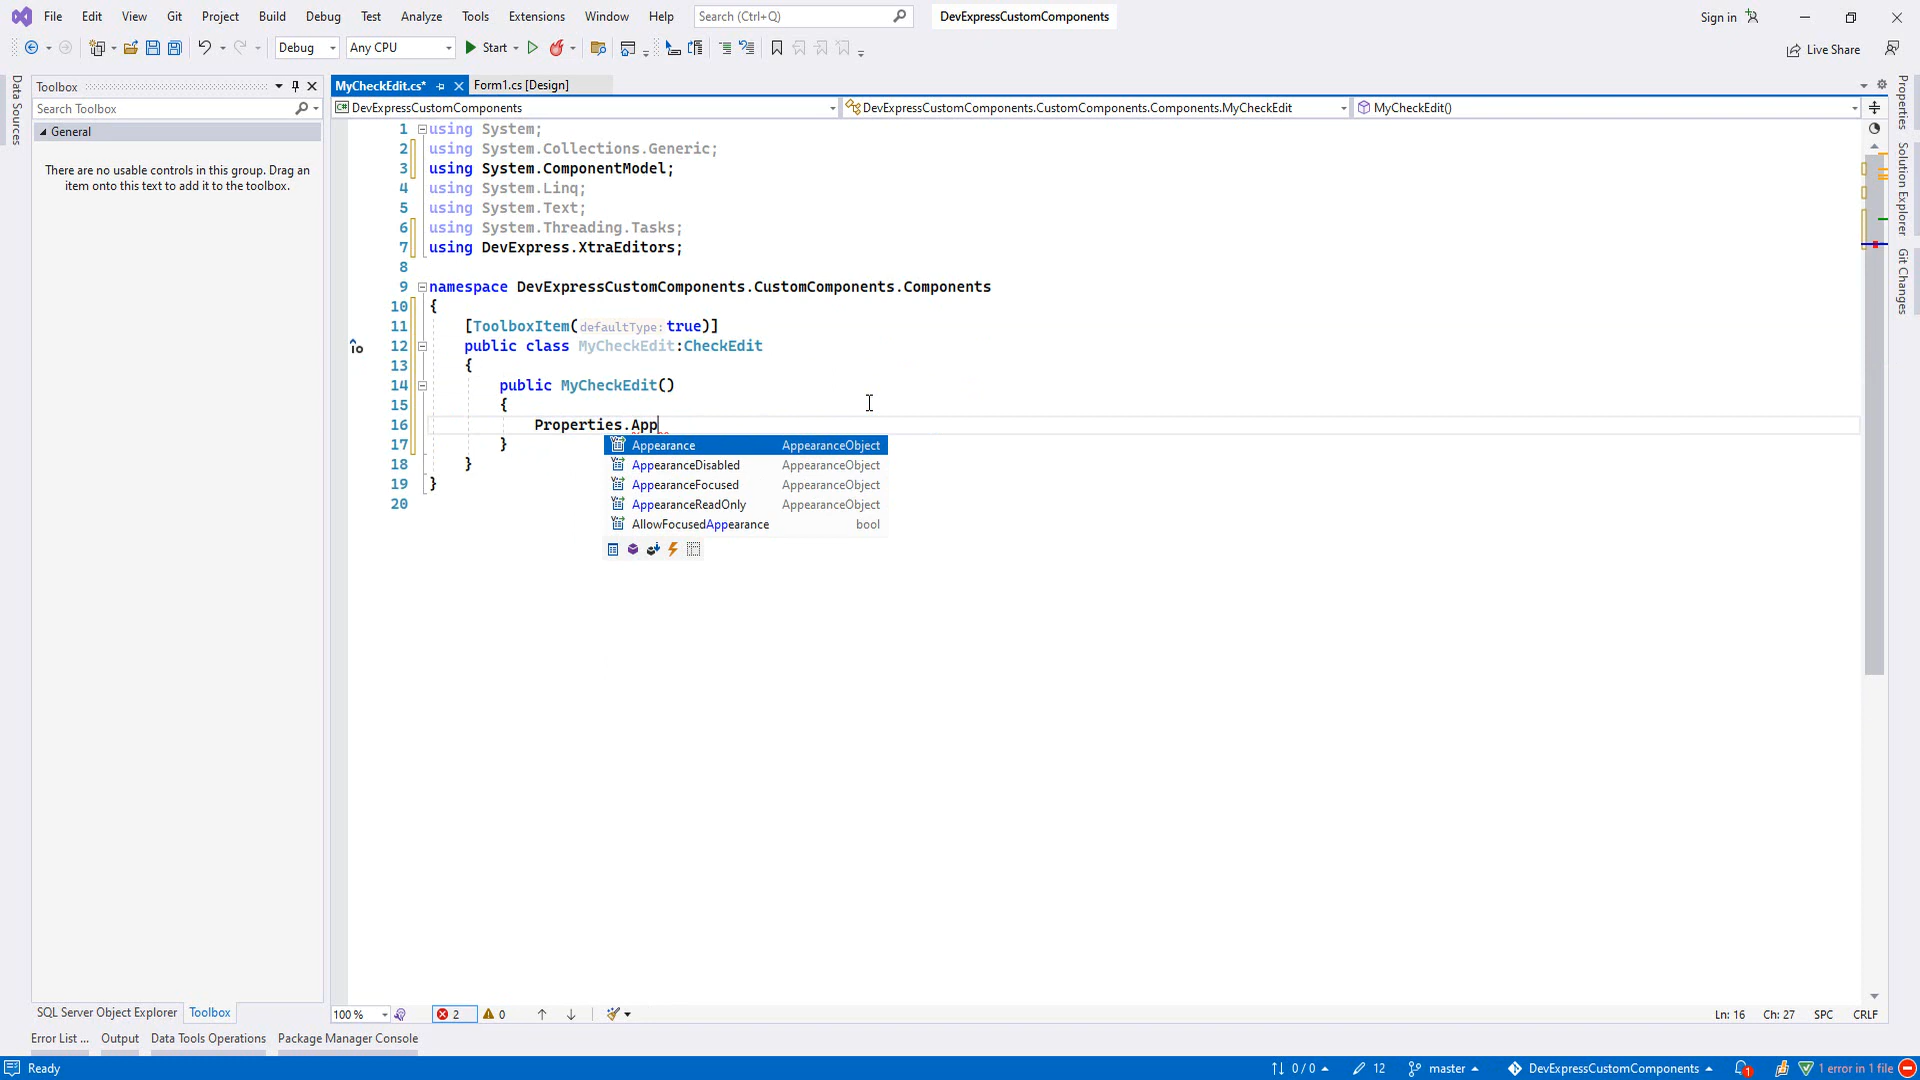 File Edit View Git Project Build Debug Test Analyze Tools Extensions Window Help Search (Ctrl+Q) DevExpressCustomComponents Sign in
Debug Any CPU Start Live Share
Data Sources
Toolbox
Search Toolbox
General
There are no usable controls in this group. Drag an
item onto this text to add it to the toolbox.
MyCheckEdit.cs* Form1.cs [Design]
DevExpressCustomComponents DevExpressCustomComponents.CustomComponents.Components.MyCheckEdit MyCheckEdit()
1 using System;
2 using System.Collections.Generic;
3 using System.ComponentModel;
4 using System.Linq;
5 using System.Text;
6 using System.Threading.Tasks;
7 using DevExpress.XtraEditors;
8
9 namespace DevExpressCustomComponents.CustomComponents.Components
10 {
11 [ToolboxItem(defaultType:true)]
12 public class MyCheckEdit:CheckEdit
13 {
14 public MyCheckEdit()
15 {
16 Properties.App
17 }
18 }
19 }
20
Appearance AppearanceObject
AppearanceDisabled AppearanceObject
AppearanceFocused AppearanceObject
AppearanceReadOnly AppearanceObject
AllowFocusedAppearance bool
Properties
Solution Explorer
Git Changes
100 % 2 0 Ln: 16 Ch: 27 SPC CRLF
SQL Server Object Explorer Toolbox
Error List ... Output Data Tools Operations Package Manager Console
Ready 0 / 0 12 master DevExpressCustomComponents 1 1 error in 1 file